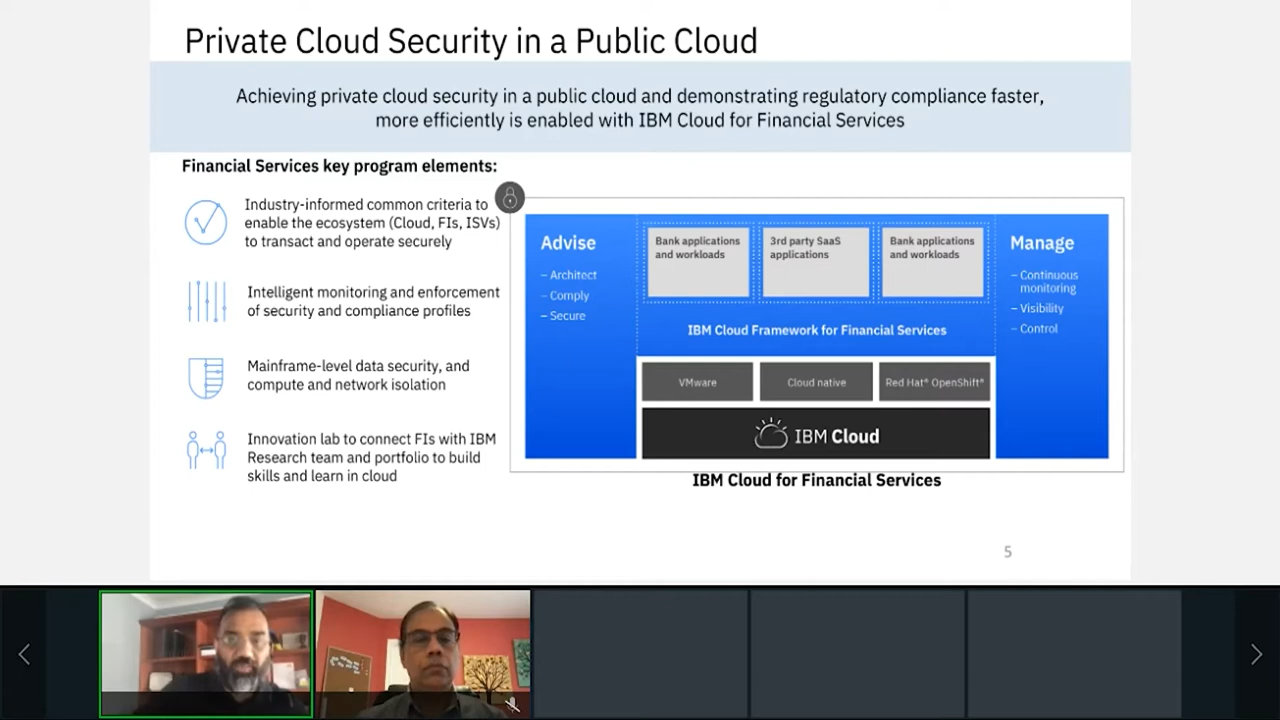 Private Cloud Security in a Public Cloud
Achieving private cloud security in a public cloud and demonstrating regulatory compliance faster,
more efficiently is enabled with IBM Cloud for Financial Services
Financial Services key program elements:
Industry-informed common criteria to
enable the ecosystem (Cloud, FIs, ISVs)
to transact and operate securely
Intelligent monitoring and enforcement
of security and compliance profiles
Mainframe-level data security, and
compute and network isolation
Innovation lab to connect FIs with IBM
Research team and portfolio to build
skills and learn in cloud
Advise
– Architect
– Comply
– Secure
Bank applications
and workloads
3rd party SaaS
applications
Bank applications
and workloads
IBM Cloud Framework for Financial Services
VMware
Cloud native
Red Hat® OpenShift®
IBM Cloud
Manage
– Continuous
monitoring
– Visibility
– Control
IBM Cloud for Financial Services
5